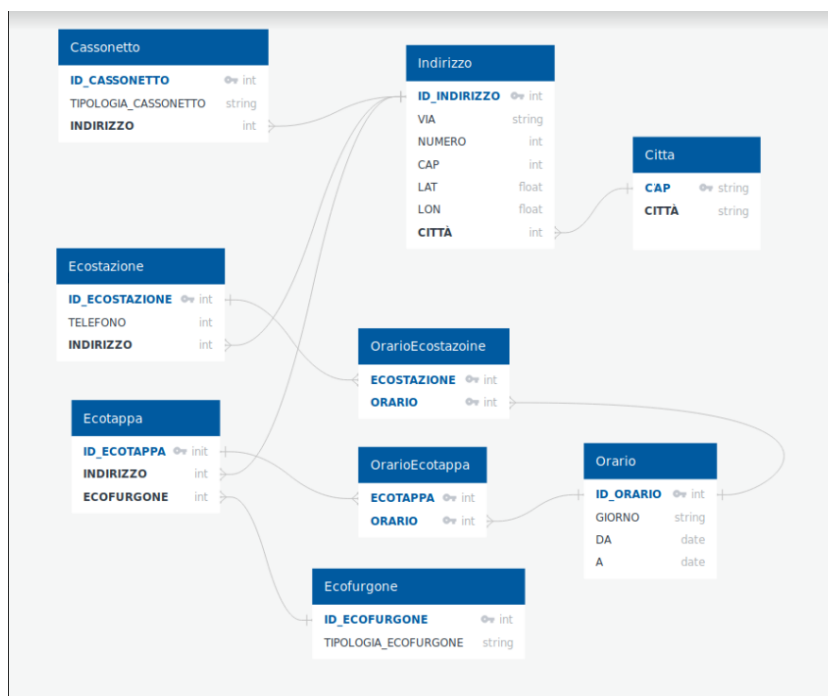 Cassonetto
ID_CASSONETTO int
TIPOLOGIA_CASSONETTO string
INDIRIZZO int
Indirizzo
ID_INDIRIZZO int
VIA string
NUMERO int
CAP int
LAT float
LON float
CITTÀ int
Citta
CAP string
CITTÀ string
Ecostazione
ID_ECOSTAZIONE int
TELEFONO int
INDIRIZZO int
OrarioEcostazoine
ECOSTAZIONE int
ORARIO int
Ecotappa
ID_ECOTAPPA init
INDIRIZZO int
ECOFURGONE int
OrarioEcotappa
ECOTAPPA int
ORARIO int
Orario
ID_ORARIO int
GIORNO string
DA date
A date
Ecofurgone
ID_ECOFURGONE int
TIPOLOGIA_ECOFURGONE string